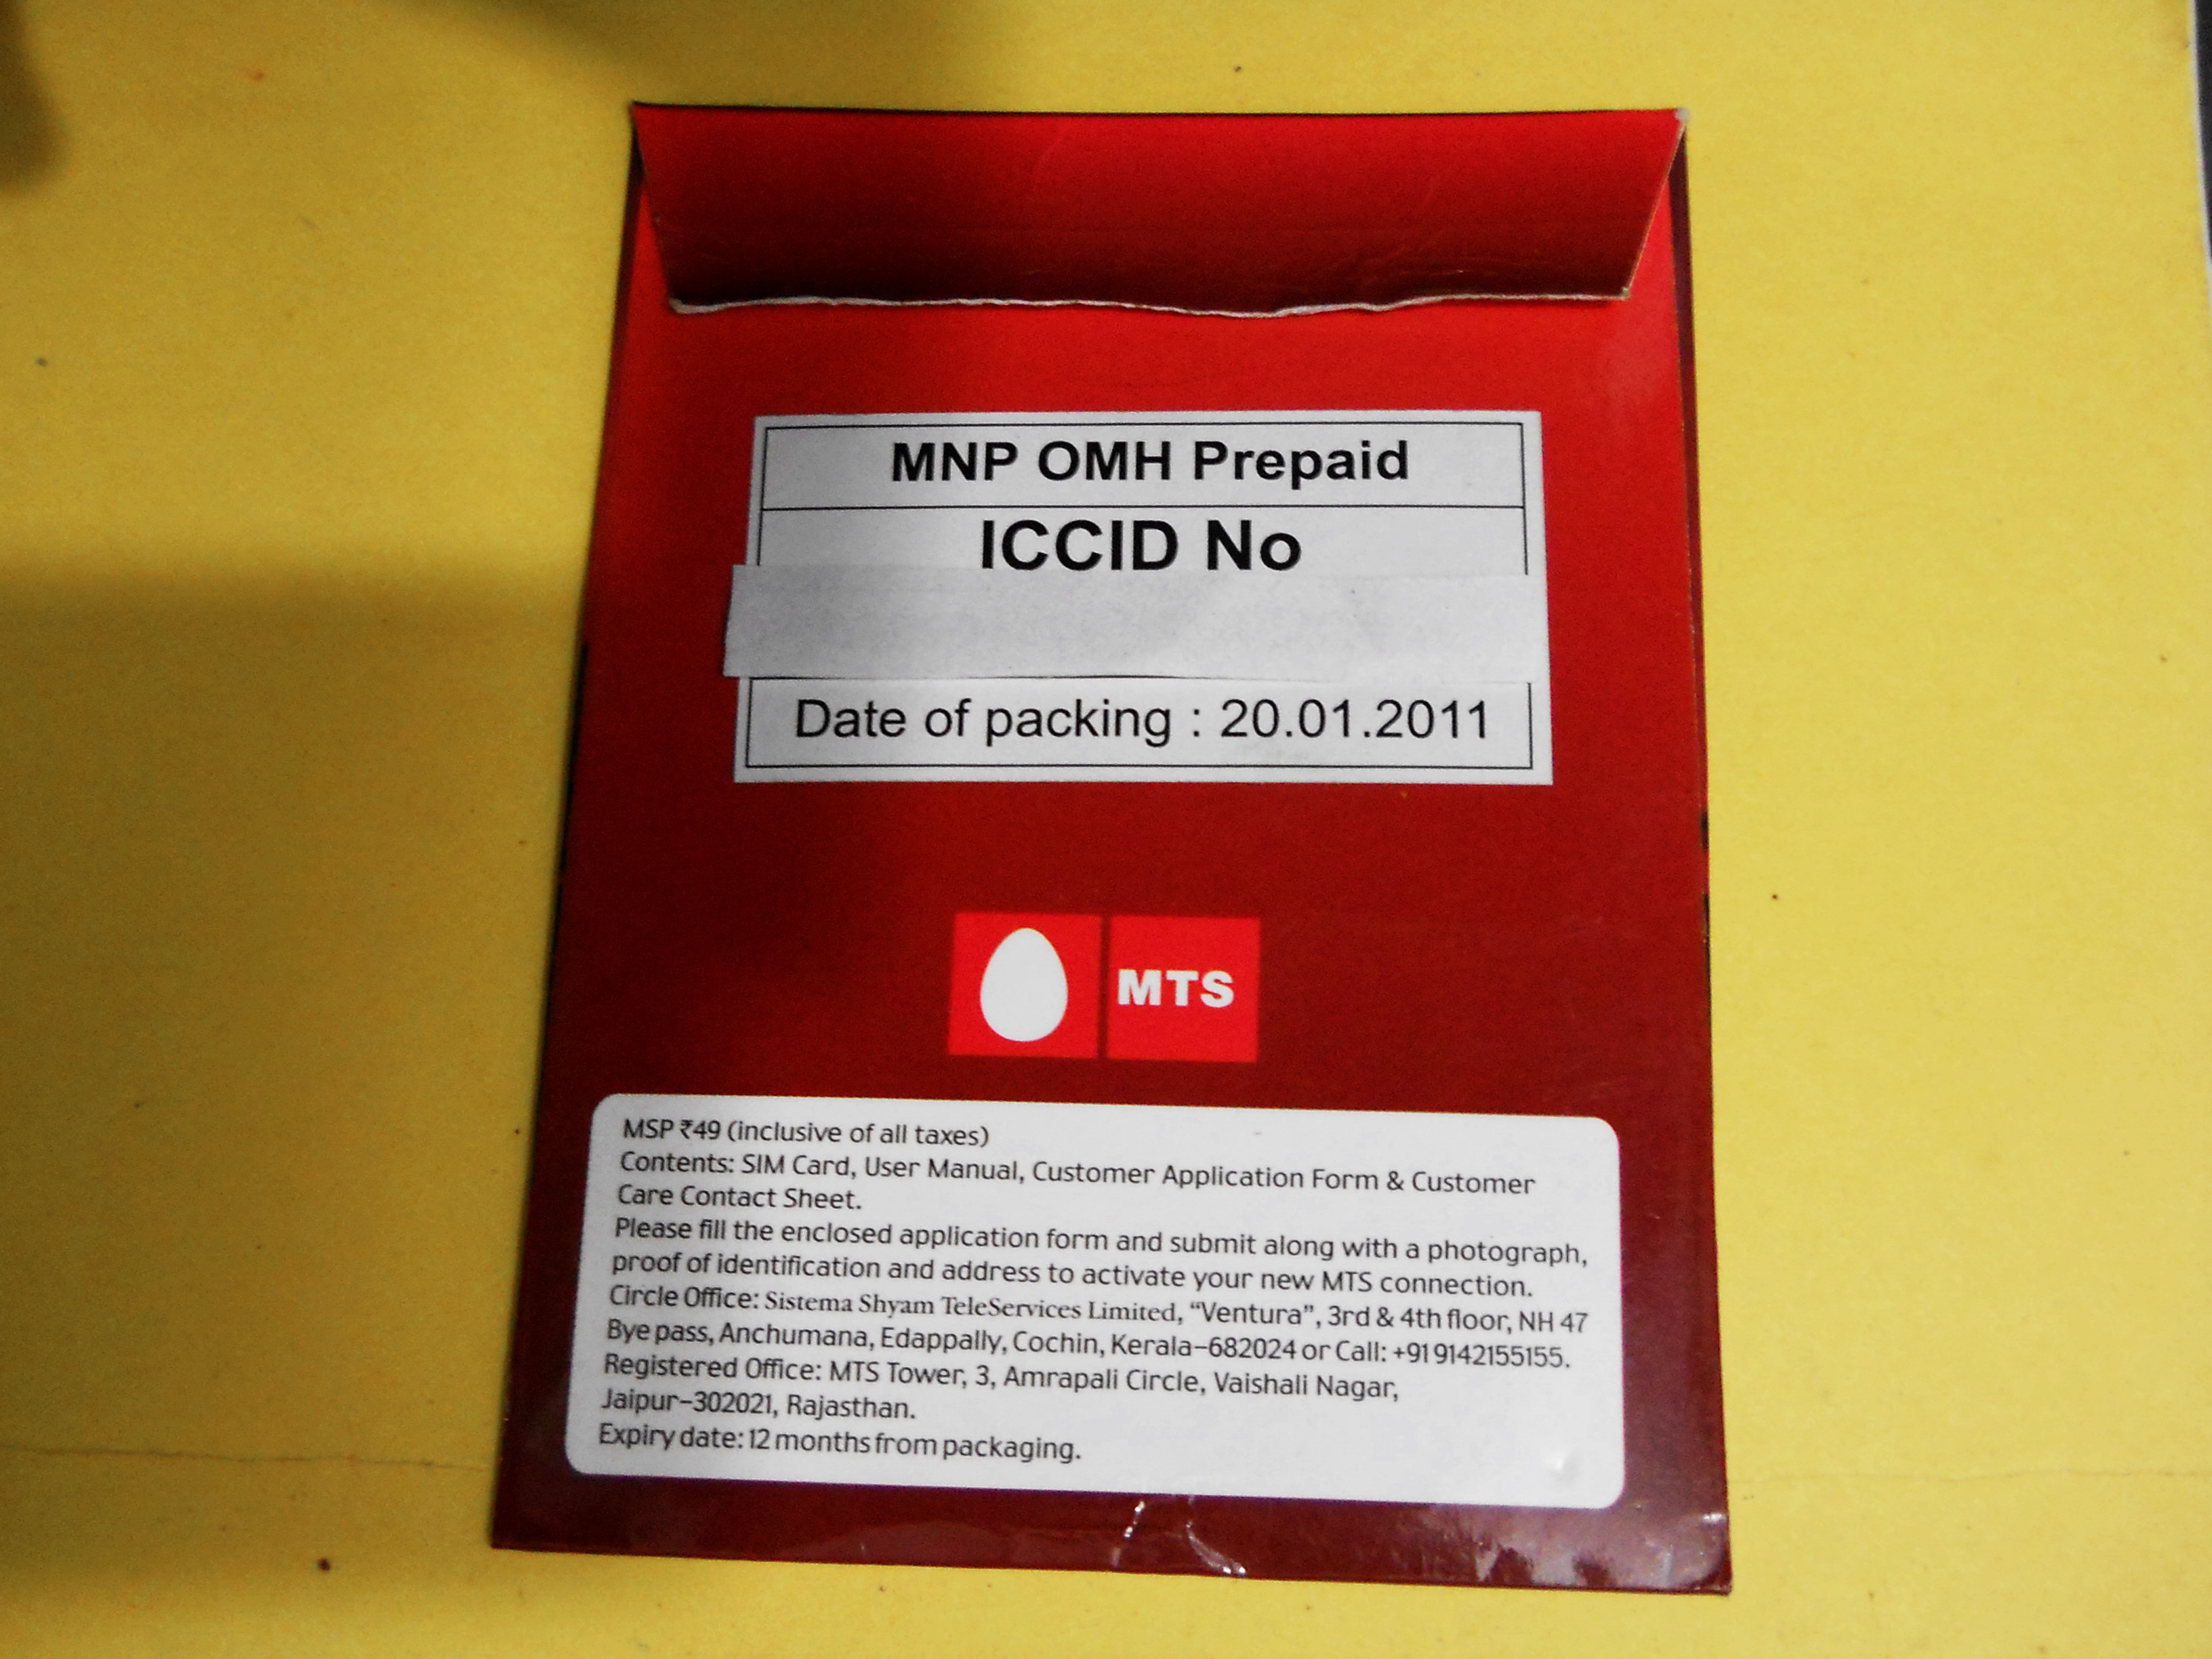 MNP OMH Prepaid
ICCID No
Date of packing : 20.01.2011
MTS
MSP ₹49 (inclusive of all taxes)
Contents: SIM Card, User Manual, Customer Application Form & Customer
Care Contact Sheet.
Please fill the enclosed application form and submit along with a photograph,
proof of identification and address to activate your new MTS connection.
Circle Office: Sistema Shyam TeleServices Limited, “Ventura”, 3rd & 4th floor, NH 47
Bye pass, Anchumana, Edappally, Cochin, Kerala–682024 or Call: +91 9142155155.
Registered Office: MTS Tower, 3, Amrapali Circle, Vaishali Nagar,
Jaipur–302021, Rajasthan.
Expiry date: 12 months from packaging.